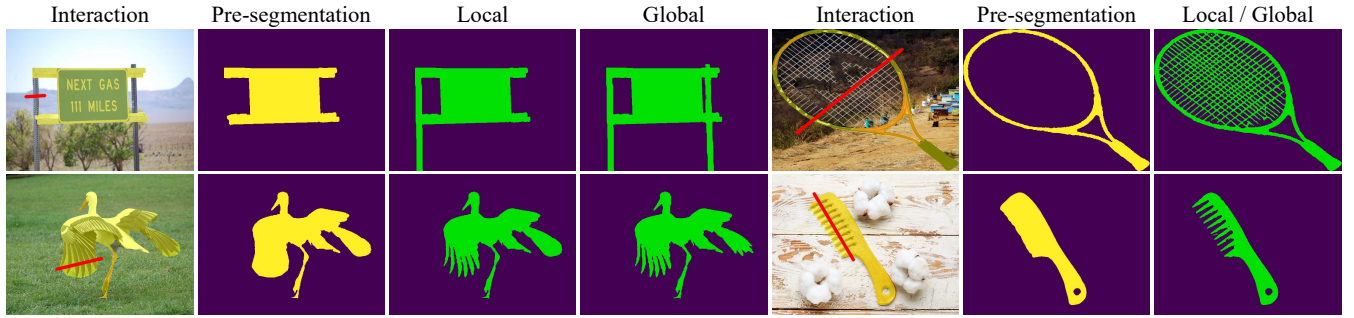 Interaction Pre-segmentation Local Global Interaction Pre-segmentation Local / Global
NEXT GAS
111 MILES